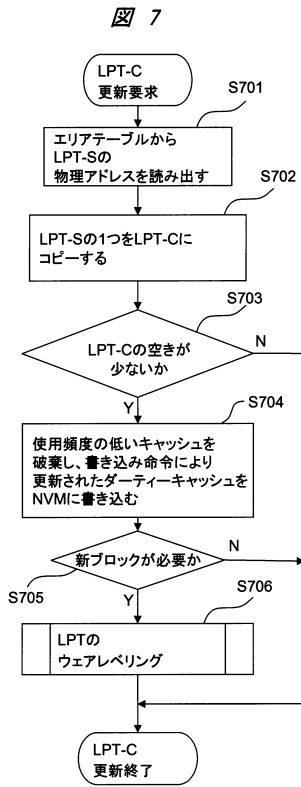 図 7
LPT-C
更新要求
S701
エリアテーブルから
LPT-Sの
物理アドレスを読み出す
S702
LPT-Sの1つをLPT-Cに
コピーする
S703
LPT-Cの空きが
少ないか
N
Y
S704
使用頻度の低いキャッシュを
破棄し、書き込み命令により
更新されたダーティーキャッシュを
NVMに書き込む
新ブロックが必要か
N
S705
Y
S706
LPTの
ウェアレベリング
LPT-C
更新終了